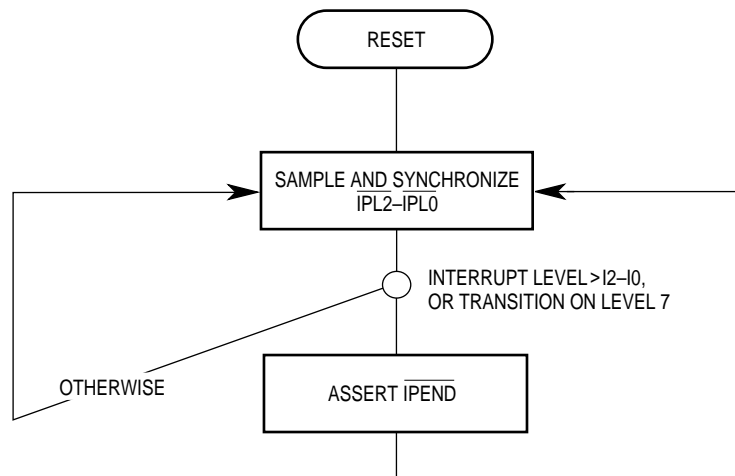 RESET
SAMPLE AND SYNCHRONIZE
IPL2–IPL0
INTERRUPT LEVEL>I2–I0,
OR TRANSITION ON LEVEL 7
OTHERWISE
ASSERT IPEND